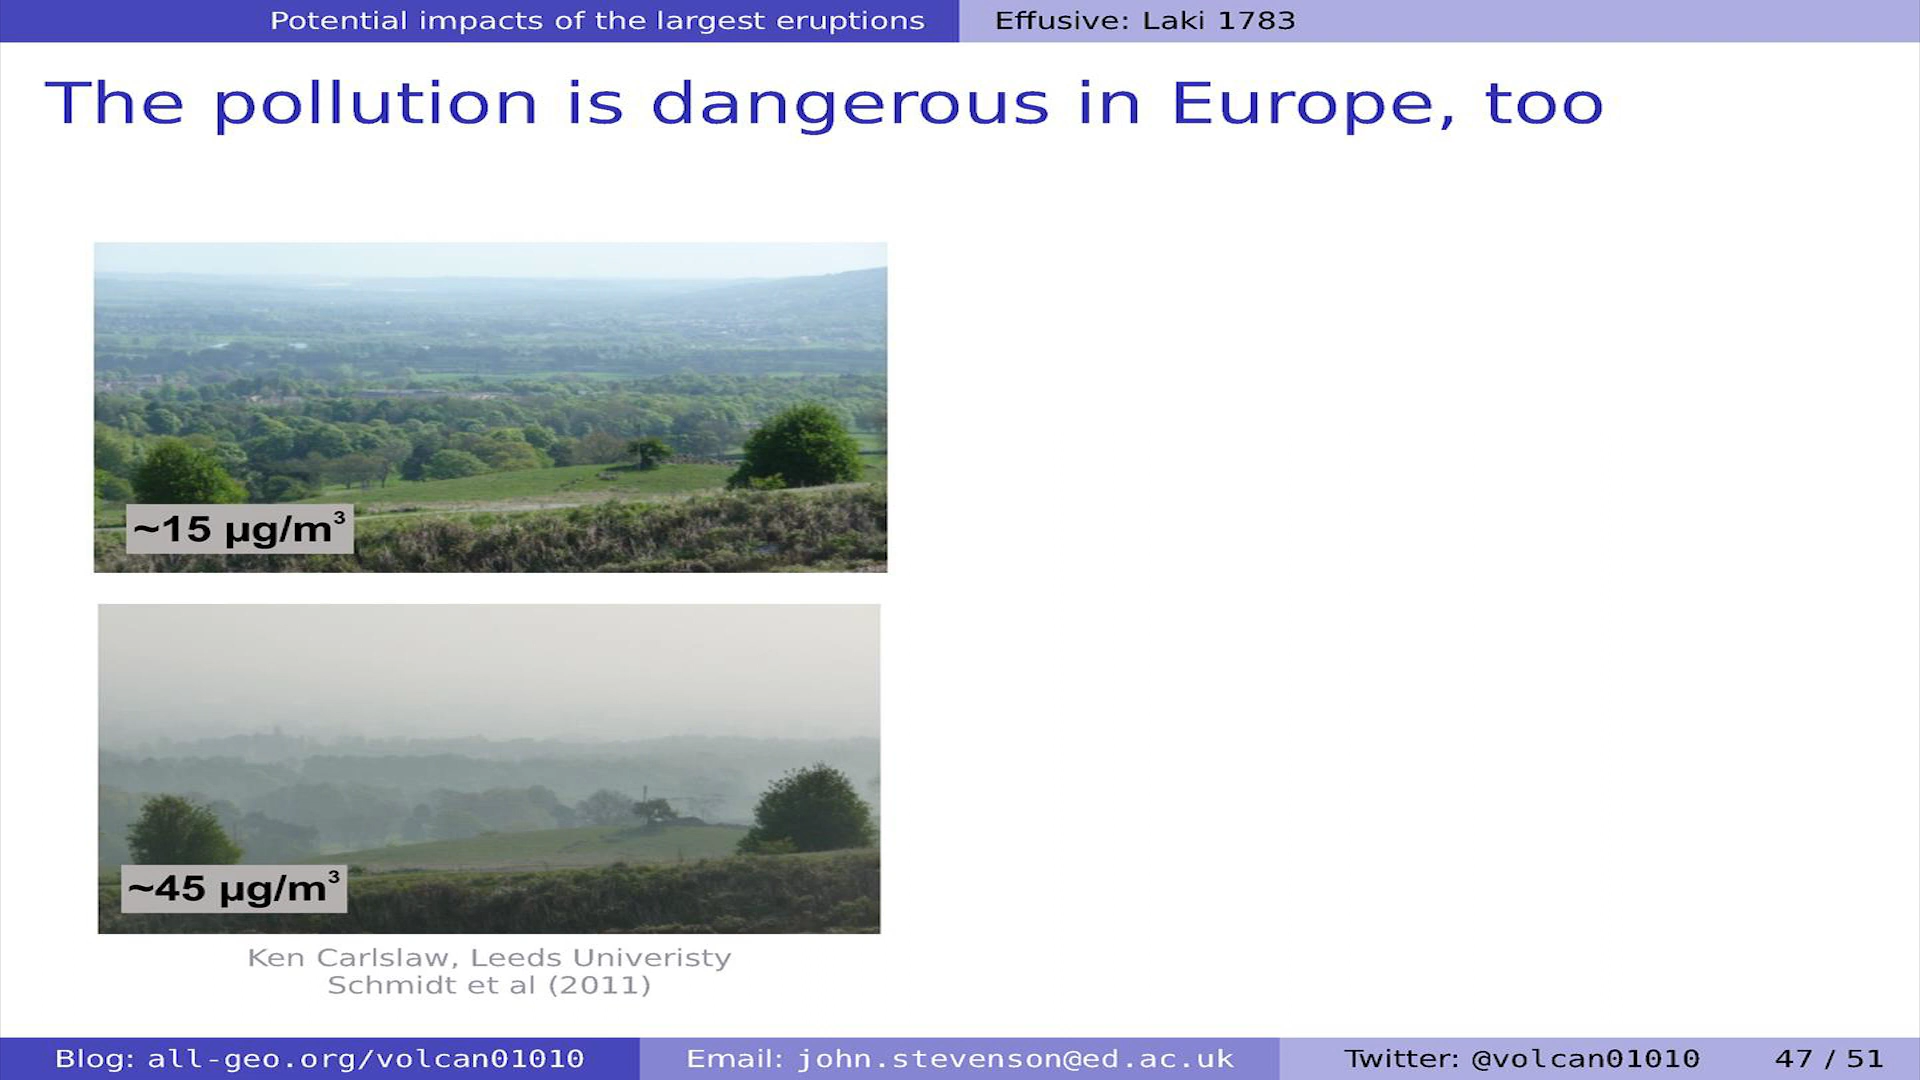 Potential impacts of the largest eruptions
Effusive: Laki 1783
The pollution is dangerous in Europe, too
~15 µg/m³
~45 µg/m³
Ken Carlslaw, Leeds Univeristy
Schmidt et al (2011)
Blog: all-geo.org/volcan01010
Email: john.stevenson@ed.ac.uk
Twitter: @volcan01010
47 / 51